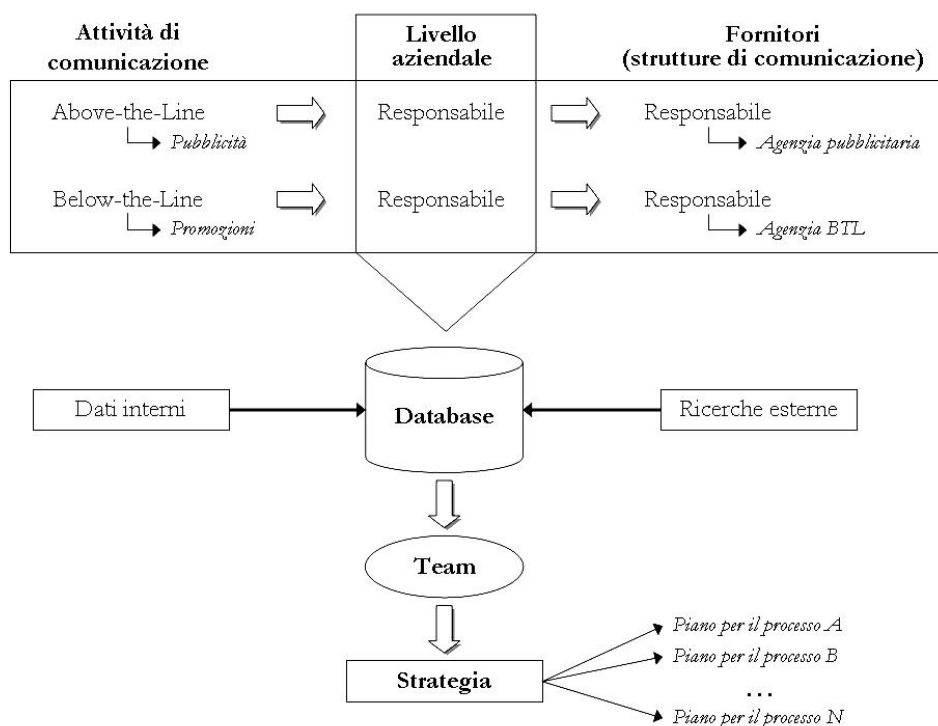 Attività di
comunicazione
Livello
aziendale
Fornitori
(strutture di comunicazione)
Above-the-Line
Responsabile
Responsabile
Pubblicità
Agenzia pubblicitaria
Below-the-Line
Responsabile
Responsabile
Promozioni
Agenzia BTL
Dati interni
Database
Ricerche esterne
Team
Strategia
Piano per il processo A
Piano per il processo B
...
Piano per il processo N